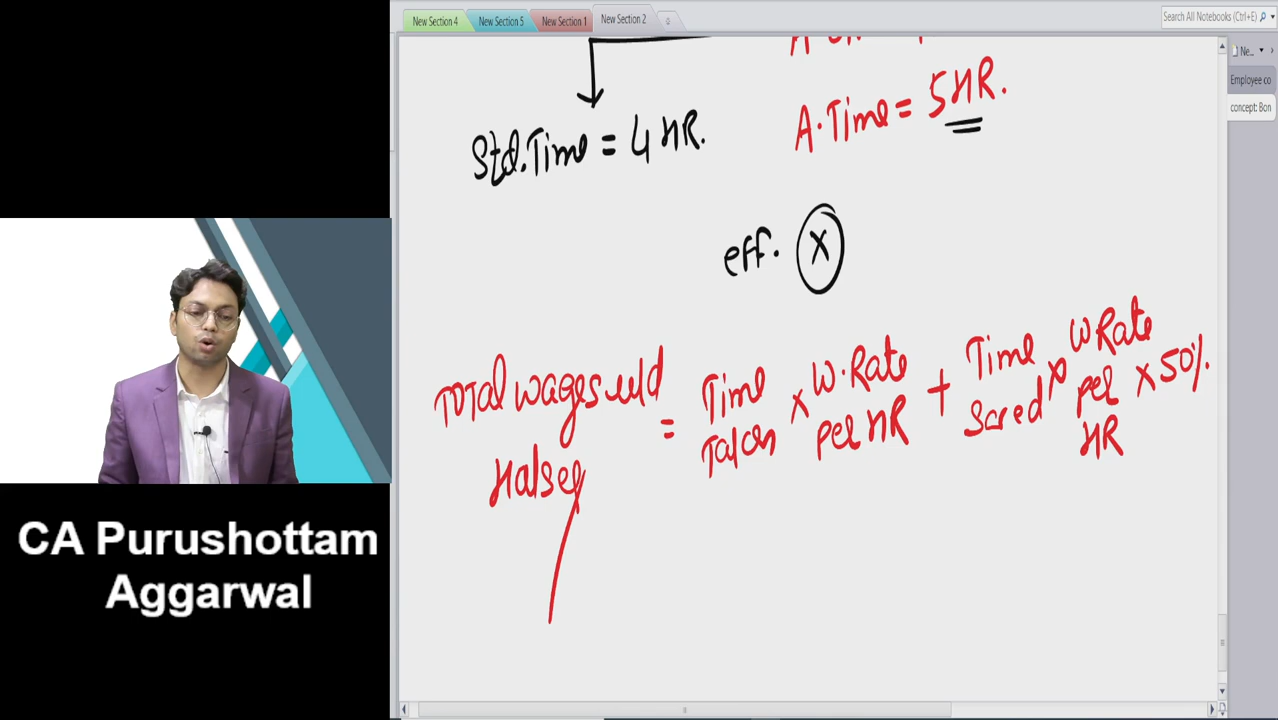 New Section 4
New Section 5
New Section 1
New Section 2
Search All Notebooks (Ctrl+E)
Ne...
Employee co
concept: Bon
A.Time = 5HR.
Std.Time = 4 HR.
eff. X
Total wages u/d Halsey = Time Taken × W.Rate per HR + Time Saved × W Rate per HR × 50%.
CA Purushottam
Aggarwal